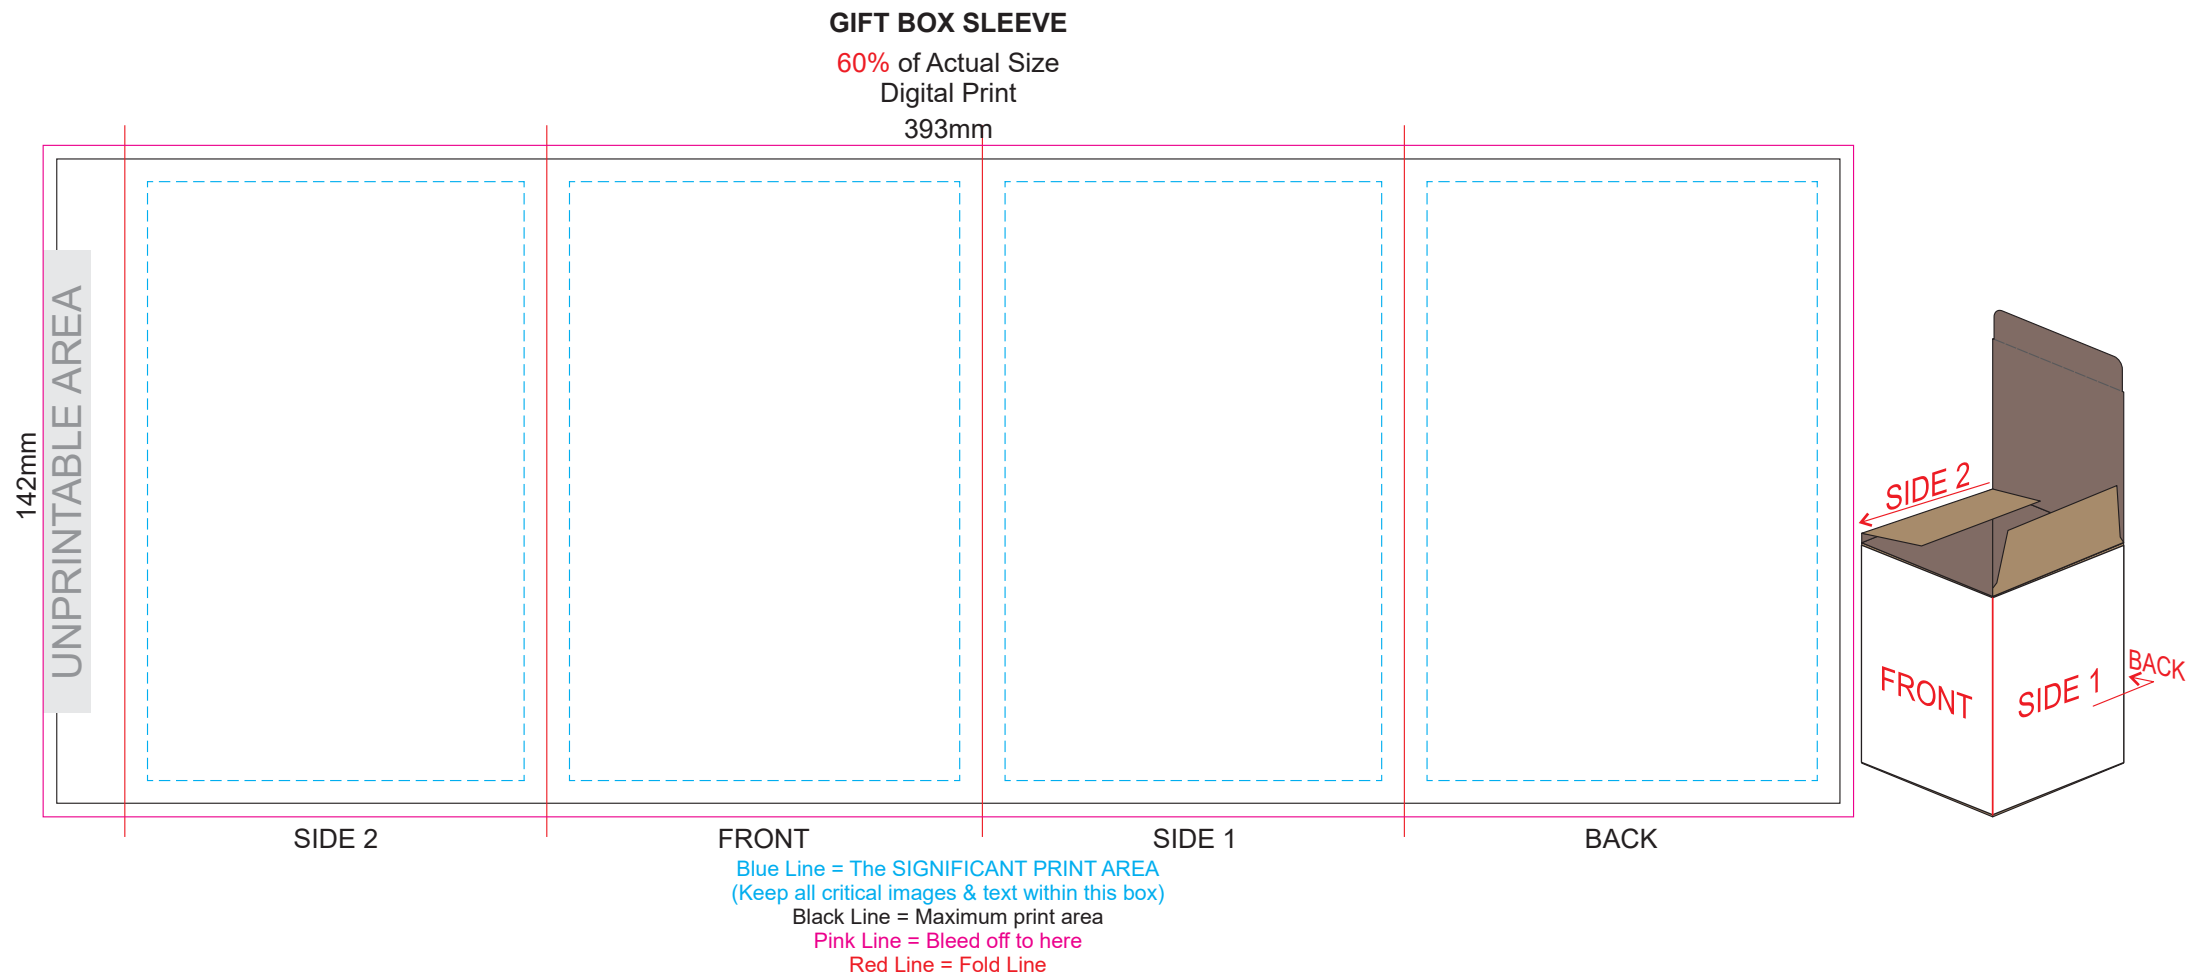 GIFT BOX SLEEVE
60% of Actual Size
Digital Print
393mm
142mm
UNPRINTABLE AREA
SIDE 2
FRONT
SIDE 1
BACK
SIDE 2
FRONT
SIDE 1
BACK
Blue Line = The SIGNIFICANT PRINT AREA
(Keep all critical images & text within this box)
Black Line = Maximum print area
Pink Line = Bleed off to here
Red Line = Fold Line